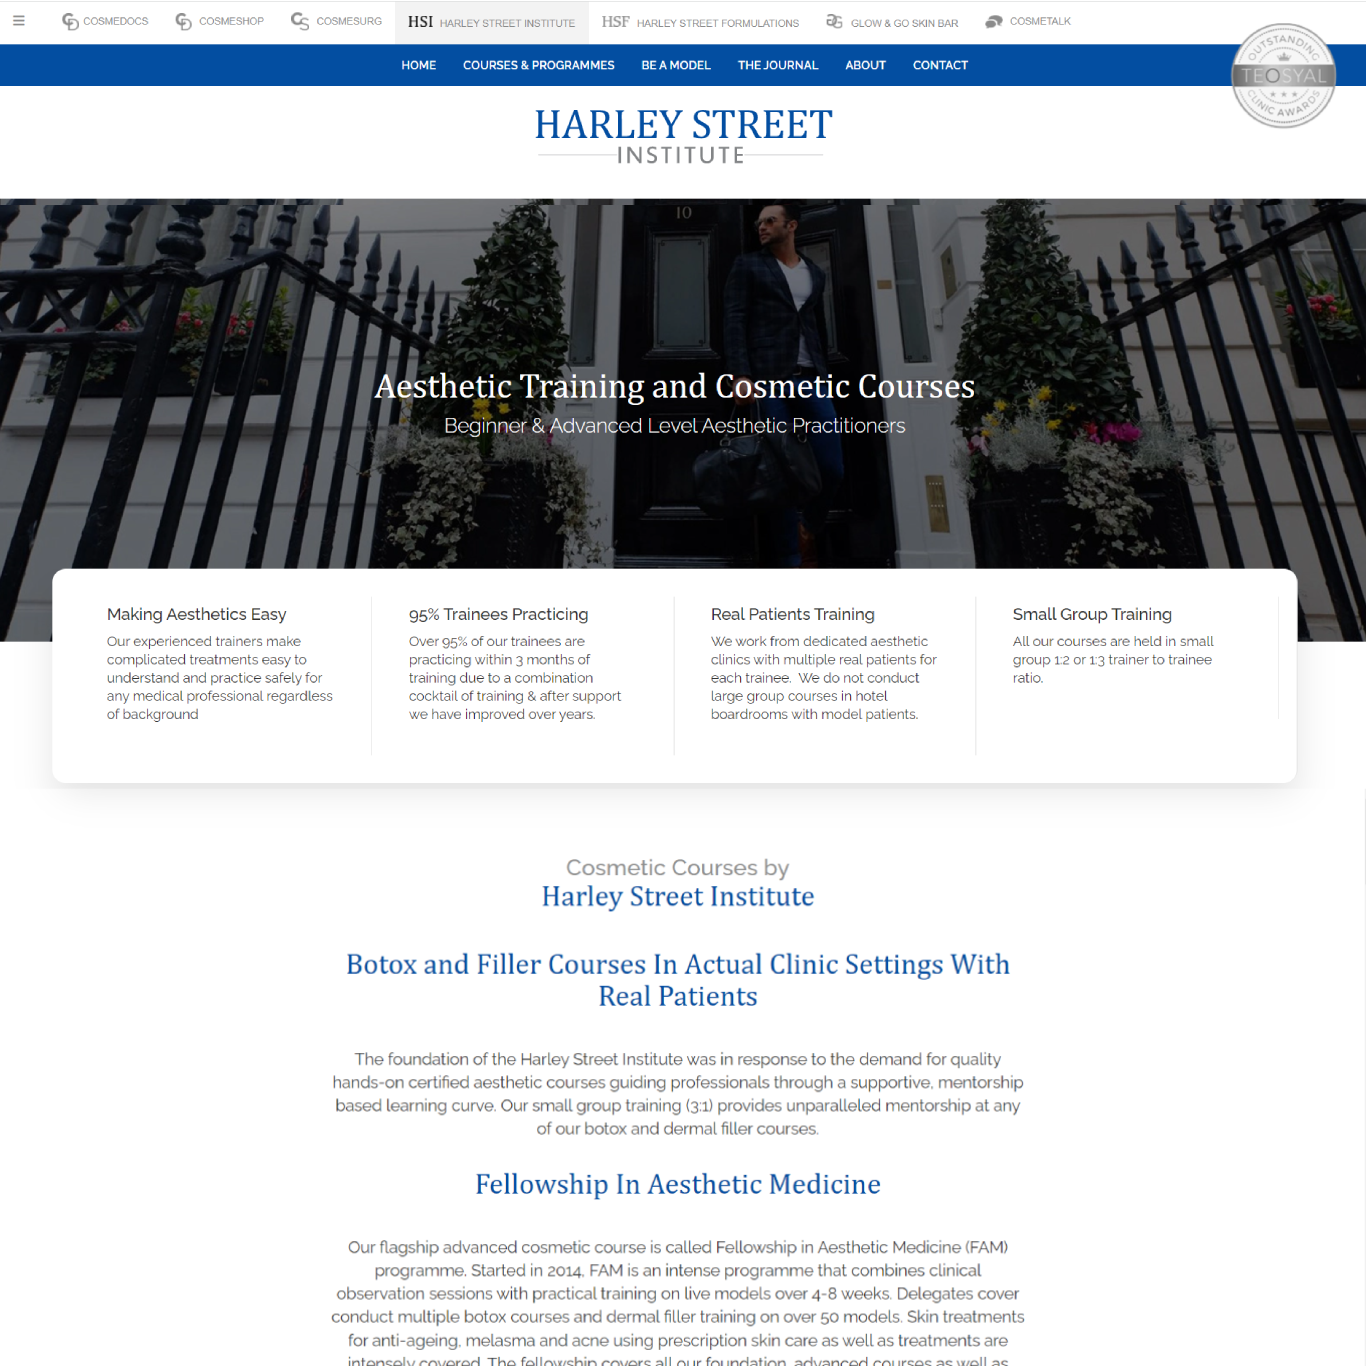 COSMEDOCS COSMESHOP COSMESURG HSI HARLEY STREET INSTITUTE HSF HARLEY STREET FORMULATIONS GLOW & GO SKIN BAR COSMETALK
HOME COURSES & PROGRAMMES BE A MODEL THE JOURNAL ABOUT CONTACT
OUTSTANDING
TEOSYAL
CLINIC AWARDS
HARLEY STREET
INSTITUTE
10
Aesthetic Training and Cosmetic Courses
Beginner & Advanced Level Aesthetic Practitioners
Making Aesthetics Easy
Our experienced trainers make
complicated treatments easy to
understand and practice safely for
any medical professional regardless
of background
95% Trainees Practicing
Over 95% of our trainees are
practicing within 3 months of
training due to a combination
cocktail of training & after support
we have improved over years.
Real Patients Training
We work from dedicated aesthetic
clinics with multiple real patients for
each trainee. We do not conduct
large group courses in hotel
boardrooms with model patients.
Small Group Training
All our courses are held in small
group 1:2 or 1:3 trainer to trainee
ratio.
Cosmetic Courses by
Harley Street Institute
Botox and Filler Courses In Actual Clinic Settings With
Real Patients
The foundation of the Harley Street Institute was in response to the demand for quality
hands-on certified aesthetic courses guiding professionals through a supportive, mentorship
based learning curve. Our small group training (3:1) provides unparalleled mentorship at any
of our botox and dermal filler courses.
Fellowship In Aesthetic Medicine
Our flagship advanced cosmetic course is called Fellowship in Aesthetic Medicine (FAM)
programme. Started in 2014, FAM is an intense programme that combines clinical
observation sessions with practical training on live models over 4-8 weeks. Delegates cover
conduct multiple botox courses and dermal filler training on over 50 models. Skin treatments
for anti-ageing, melasma and acne using prescription skin care as well as treatments are
intensely covered. The fellowship covers all our foundation, advanced courses as well as